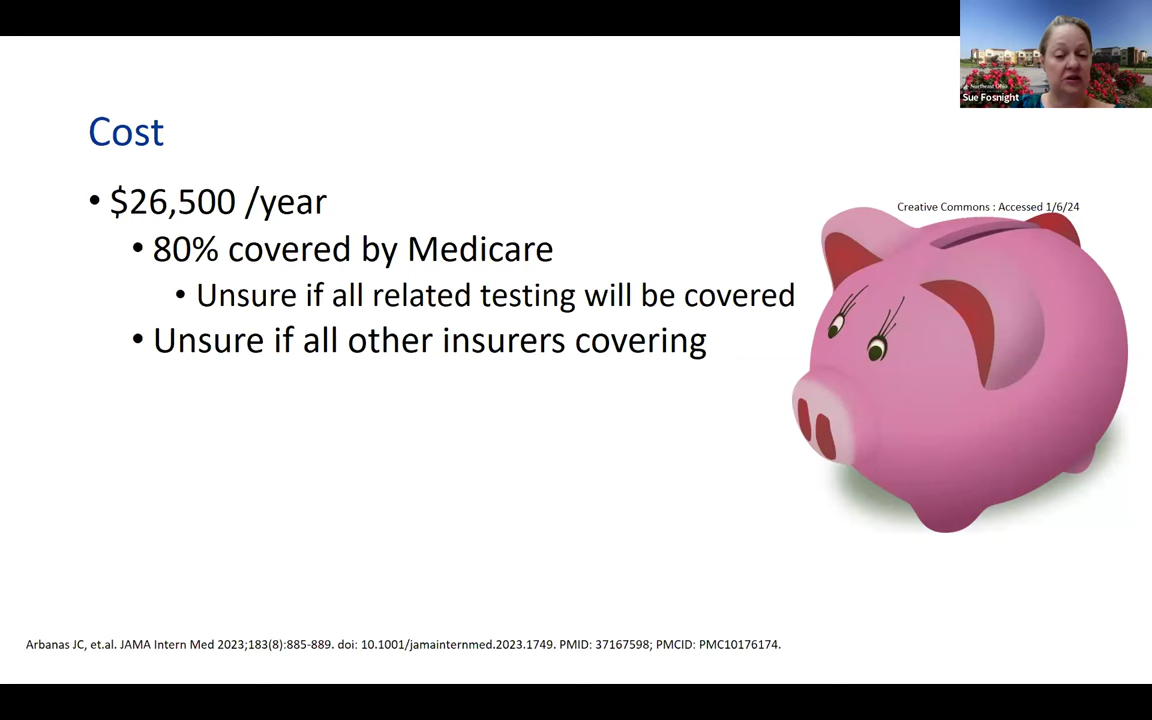 Northeast Ohio
Sue Fosnight
Cost
• $26,500 /year
• 80% covered by Medicare
• Unsure if all related testing will be covered
• Unsure if all other insurers covering
Creative Commons : Accessed 1/6/24
Arbanas JC, et.al. JAMA Intern Med 2023;183(8):885-889. doi: 10.1001/jamainternmed.2023.1749. PMID: 37167598; PMCID: PMC10176174.